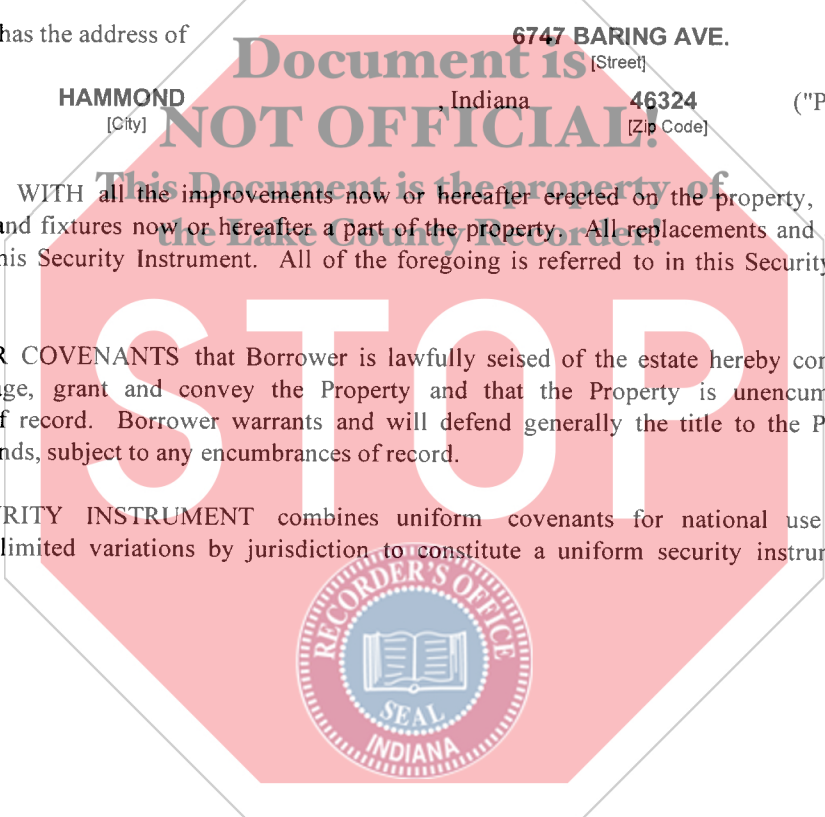 has the address of 6747 BARING AVE.
[Street]
HAMMOND , Indiana 46324 ("P
[City] [Zip Code]
Document is
NOT OFFICIAL!
This Document is the property of
the Lake County Recorder!
WITH all the improvements now or hereafter erected on the property,
and fixtures now or hereafter a part of the property. All replacements and
his Security Instrument. All of the foregoing is referred to in this Security
STOP
R COVENANTS that Borrower is lawfully seised of the estate hereby con
age, grant and convey the Property and that the Property is unencum
f record. Borrower warrants and will defend generally the title to the P
nds, subject to any encumbrances of record.
URITY INSTRUMENT combines uniform covenants for national use
limited variations by jurisdiction to constitute a uniform security instrum
RECORDER'S OFFICE
SEAL
INDIANA